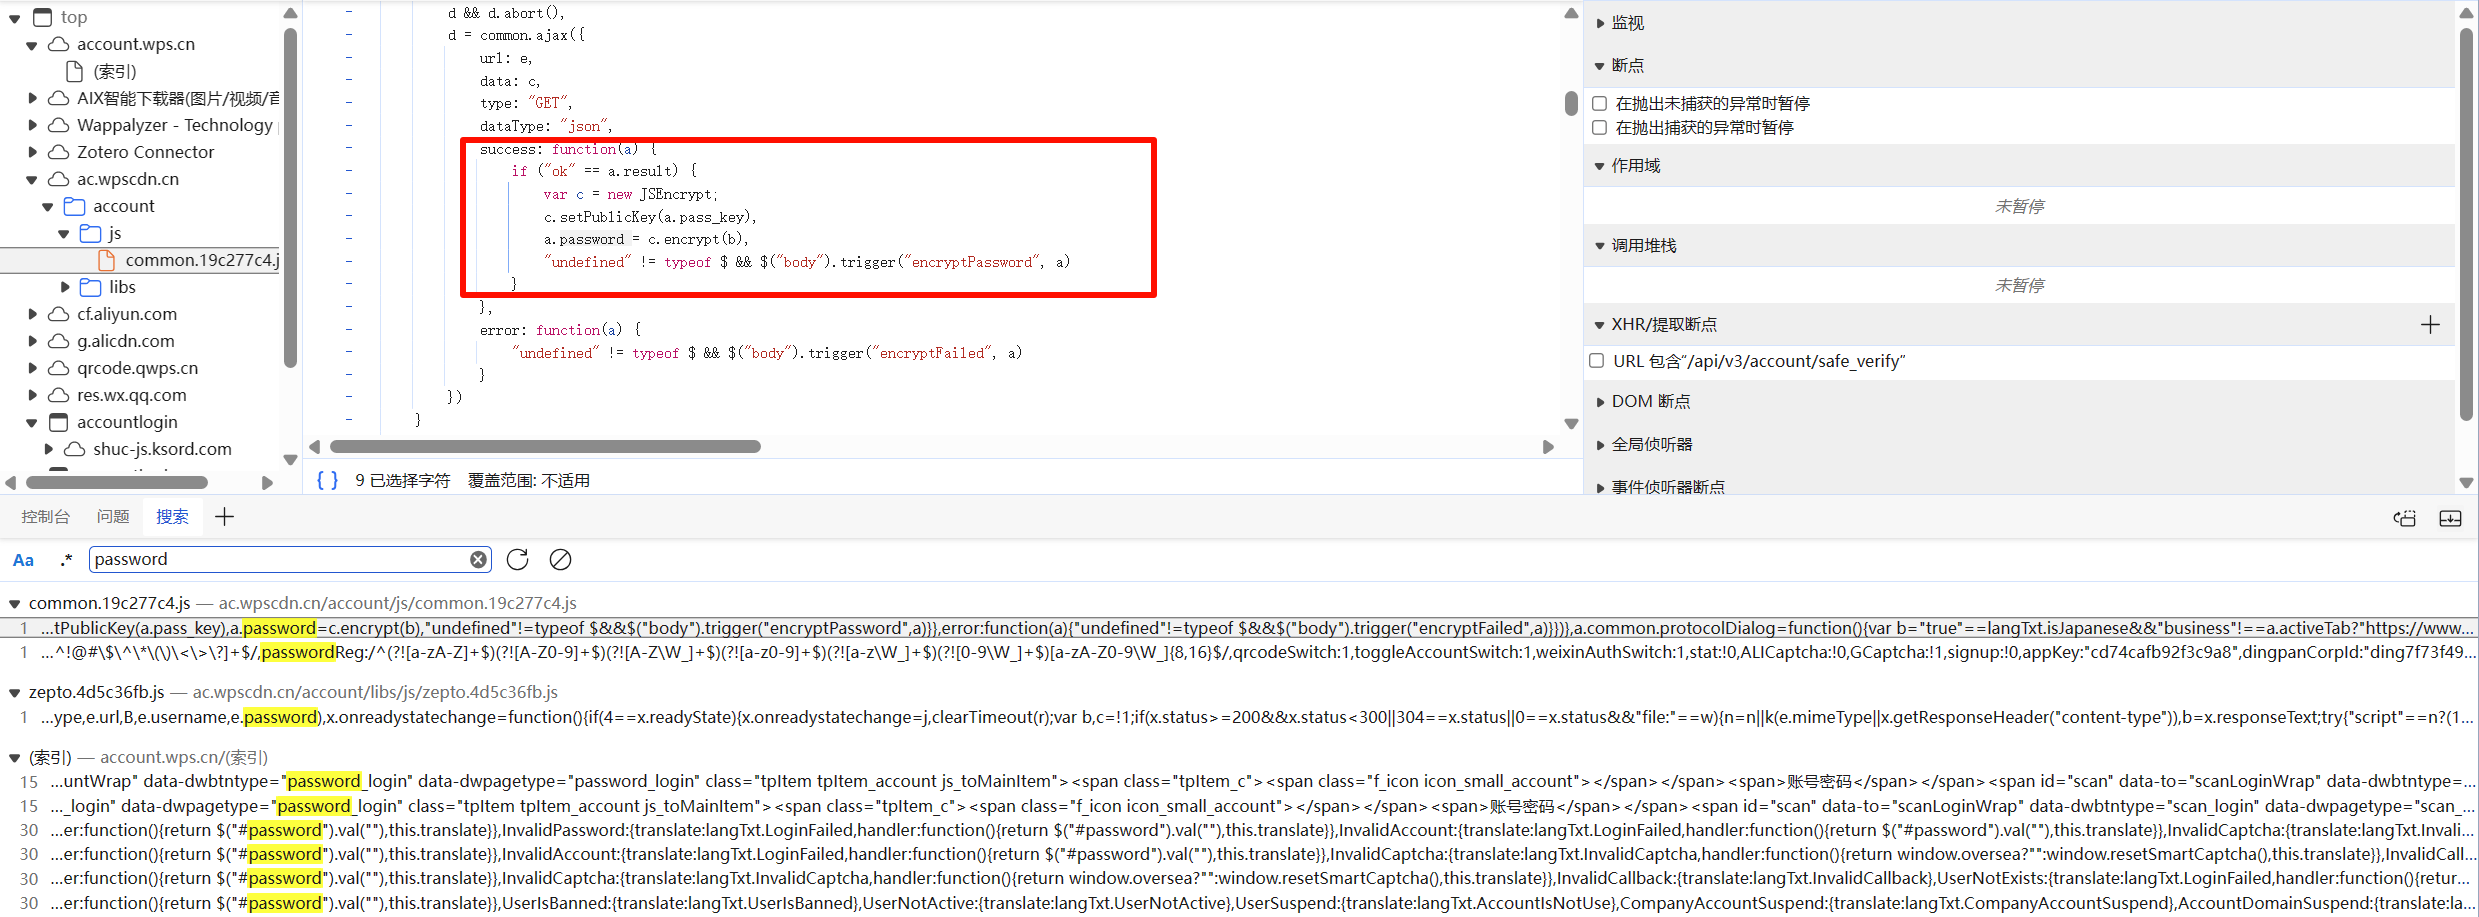 top
account.wps.cn
(索引)
AIX智能下载器(图片/视频/音
Wappalyzer - Technology
Zotero Connector
ac.wpscdn.cn
account
js
common.19c277c4.j
libs
cf.aliyun.com
g.alicdn.com
qrcode.qwps.cn
res.wx.qq.com
accountlogin
shuc-js.ksord.com
d && d.abort(),
d = common.ajax({
url: e,
data: c,
type: "GET",
dataType: "json",
success: function(a) {
if ("ok" == a.result) {
var c = new JSEncrypt;
c.setPublicKey(a.pass_key),
a.password = c.encrypt(b),
"undefined" != typeof $ && $("body").trigger("encryptPassword", a)
}
},
error: function(a) {
"undefined" != typeof $ && $("body").trigger("encryptFailed", a)
}
})
}
{ } 9 已选择字符 覆盖范围: 不适用
监视
断点
在抛出未捕获的异常时暂停
在抛出捕获的异常时暂停
作用域
未暂停
调用堆栈
未暂停
XHR/提取断点
URL 包含“/api/v3/account/safe_verify”
DOM 断点
全局侦听器
事件侦听器断点
控制台 问题 搜索
Aa .* password
common.19c277c4.js — ac.wpscdn.cn/account/js/common.19c277c4.js
1 ...tPublicKey(a.pass_key),a.password=c.encrypt(b),"undefined"!=typeof $&&$("body").trigger("encryptPassword",a)}},error:function(a){"undefined"!=typeof $&&$("body").trigger("encryptFailed",a)}})},a.common.protocolDialog=function(){var b="true"==langTxt.isJapanese&&"business"!==a.activeTab?"https://www...
1 ...^!@#\$\^\*\(\)\<\>\?]+$/,passwordReg:/^(?![a-zA-Z]+$)(?![A-Z0-9]+$)(?![A-Z\W_]+$)(?![a-z0-9]+$)(?![a-z\W_]+$)(?![0-9\W_]+$)[a-zA-Z0-9\W_]{8,16}$/,qrcodeSwitch:1,toggleAccountSwitch:1,weixinAuthSwitch:1,stat:!0,ALICaptcha:!0,GCaptcha:!1,signup:!0,appKey:"cd74cafb92f3c9a8",dingpanCorpId:"ding7f73f49...
zepto.4d5c36fb.js — ac.wpscdn.cn/account/libs/js/zepto.4d5c36fb.js
1 ...ype,e.url,B,e.username,e.password),x.onreadystatechange=function(){if(4==x.readyState){x.onreadystatechange=j,clearTimeout(r);var b,c=!1;if(x.status>=200&&x.status<300||304==x.status||0==x.status&&"file:"==w){n=n||k(e.mimeType||x.getResponseHeader("content-type")),b=x.responseText;try{"script"==n?(1...
(索引) — account.wps.cn/(索引)
15 ...untWrap" data-dwbtntype="password_login" data-dwpagetype="password_login" class="tpItem tpItem_account js_toMainItem"><span class="tpItem_c"><span class="f_icon icon_small_account"></span></span><span>账号密码</span></span><span id="scan" data-to="scanLoginWrap" data-dwbtntype=...
15 ..._login" data-dwpagetype="password_login" class="tpItem tpItem_account js_toMainItem"><span class="tpItem_c"><span class="f_icon icon_small_account"></span></span><span>账号密码</span></span><span id="scan" data-to="scanLoginWrap" data-dwbtntype="scan_login" data-dwpagetype="scan_...
30 ...er:function(){return $("#password").val(""),this.translate}},InvalidPassword:{translate:langTxt.LoginFailed,handler:function(){return $("#password").val(""),this.translate}},InvalidAccount:{translate:langTxt.LoginFailed,handler:function(){return $("#password").val(""),this.translate}},InvalidCaptcha:{translate:langTxt.Invali...
30 ...er:function(){return $("#password").val(""),this.translate}},InvalidAccount:{translate:langTxt.LoginFailed,handler:function(){return $("#password").val(""),this.translate}},InvalidCaptcha:{translate:langTxt.InvalidCaptcha,handler:function(){return window.oversea?"":window.resetSmartCaptcha(),this.translate}},InvalidCall...
30 ...er:function(){return $("#password").val(""),this.translate}},InvalidCaptcha:{translate:langTxt.InvalidCaptcha,handler:function(){return window.oversea?"":window.resetSmartCaptcha(),this.translate}},InvalidCallback:{translate:langTxt.InvalidCallback},UserNotExists:{translate:langTxt.LoginFailed,handler:function(){retur...
30 ...er:function(){return $("#password").val(""),this.translate}},UserIsBanned:{translate:langTxt.UserIsBanned},UserNotActive:{translate:langTxt.UserNotActive},UserSuspend:{translate:langTxt.AccountIsNotUse},CompanyAccountSuspend:{translate:langTxt.CompanyAccountSuspend},AccountDomainSuspend:{translate:la...